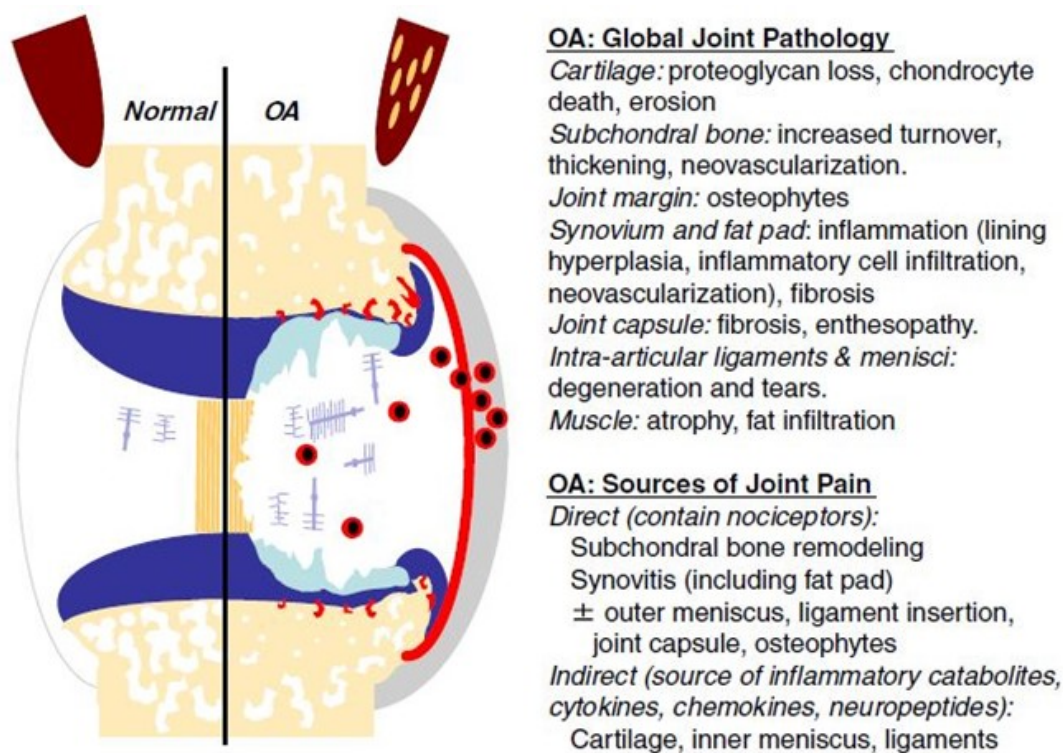 Normal
OA
OA: Global Joint Pathology
Cartilage: proteoglycan loss, chondrocyte
death, erosion
Subchondral bone: increased turnover,
thickening, neovascularization.
Joint margin: osteophytes
Synovium and fat pad: inflammation (lining
hyperplasia, inflammatory cell infiltration,
neovascularization), fibrosis
Joint capsule: fibrosis, enthesopathy.
Intra-articular ligaments & menisci:
degeneration and tears.
Muscle: atrophy, fat infiltration
OA: Sources of Joint Pain
Direct (contain nociceptors):
Subchondral bone remodeling
Synovitis (including fat pad)
± outer meniscus, ligament insertion,
joint capsule, osteophytes
Indirect (source of inflammatory catabolites,
cytokines, chemokines, neuropeptides):
Cartilage, inner meniscus, ligaments